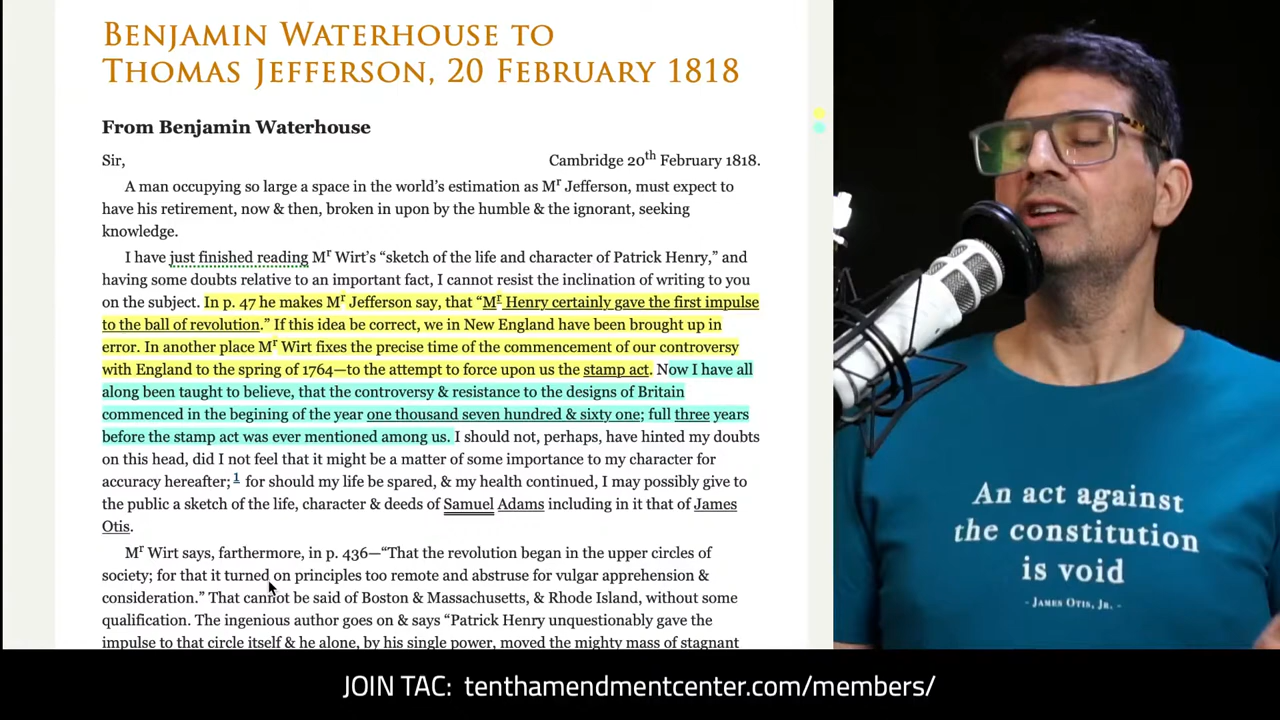 BENJAMIN WATERHOUSE TO
THOMAS JEFFERSON, 20 FEBRUARY 1818
From Benjamin Waterhouse
Sir,
Cambridge 20th February 1818.
A man occupying so large a space in the world's estimation as Mr Jefferson, must expect to
have his retirement, now & then, broken in upon by the humble & the ignorant, seeking
knowledge.
I have just finished reading Mr Wirt's “sketch of the life and character of Patrick Henry,” and
having some doubts relative to an important fact, I cannot resist the inclination of writing to you
on the subject. In p. 47 he makes Mr Jefferson say, that “Mr Henry certainly gave the first impulse
to the ball of revolution.” If this idea be correct, we in New England have been brought up in
error. In another place Mr Wirt fixes the precise time of the commencement of our controversy
with England to the spring of 1764—to the attempt to force upon us the stamp act. Now I have all
along been taught to believe, that the controversy & resistance to the designs of Britain
commenced in the begining of the year one thousand seven hundred & sixty one; full three years
before the stamp act was ever mentioned among us. I should not, perhaps, have hinted my doubts
on this head, did I not feel that it might be a matter of some importance to my character for
accuracy hereafter;1 for should my life be spared, & my health continued, I may possibly give to
the public a sketch of the life, character & deeds of Samuel Adams including in it that of James
Otis.
Mr Wirt says, farthermore, in p. 436—“That the revolution began in the upper circles of
society; for that it turned on principles too remote and abstruse for vulgar apprehension &
consideration.” That cannot be said of Boston & Massachusetts, & Rhode Island, without some
qualification. The ingenious author goes on & says “Patrick Henry unquestionably gave the
impulse to that circle itself & he alone, by his single power, moved the mighty mass of stagnant
An act against
the constitution
is void
- JAMES OTIS, JR. -
JOIN TAC: tenthamendmentcenter.com/members/